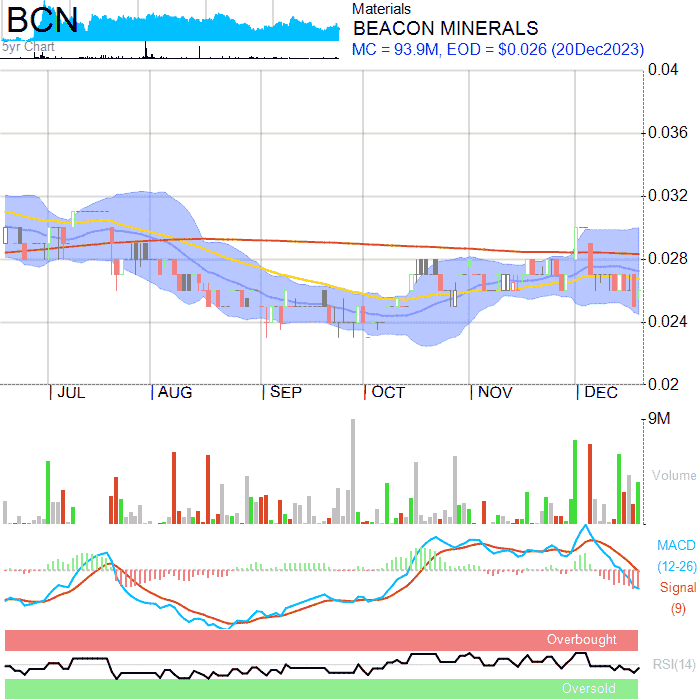 BCN
5yr Chart
Materials
BEACON MINERALS
MC = 93.9M, EOD = $0.026 (20Dec2023)
0.04
0.036
0.032
0.028
0.024
0.02
JUL AUG SEP OCT NOV DEC
9M
Volume
MACD
(12-26)
Signal
(9)
Overbought
RSI(14)
Oversold